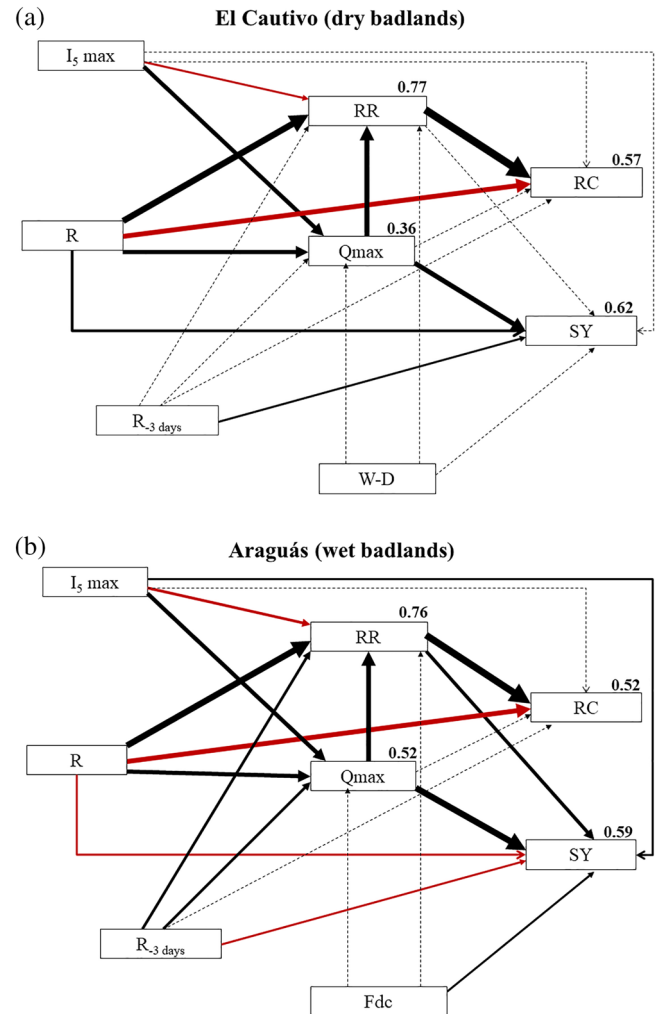 (a)
El Cautivo (dry badlands)
I5 max
0.77
RR
0.57
RC
R
0.36
Qmax
0.62
SY
R-3 days
W-D
(b)
Araguás (wet badlands)
I5 max
0.76
RR
0.52
RC
R
0.52
Qmax
0.59
SY
R-3 days
Fdc